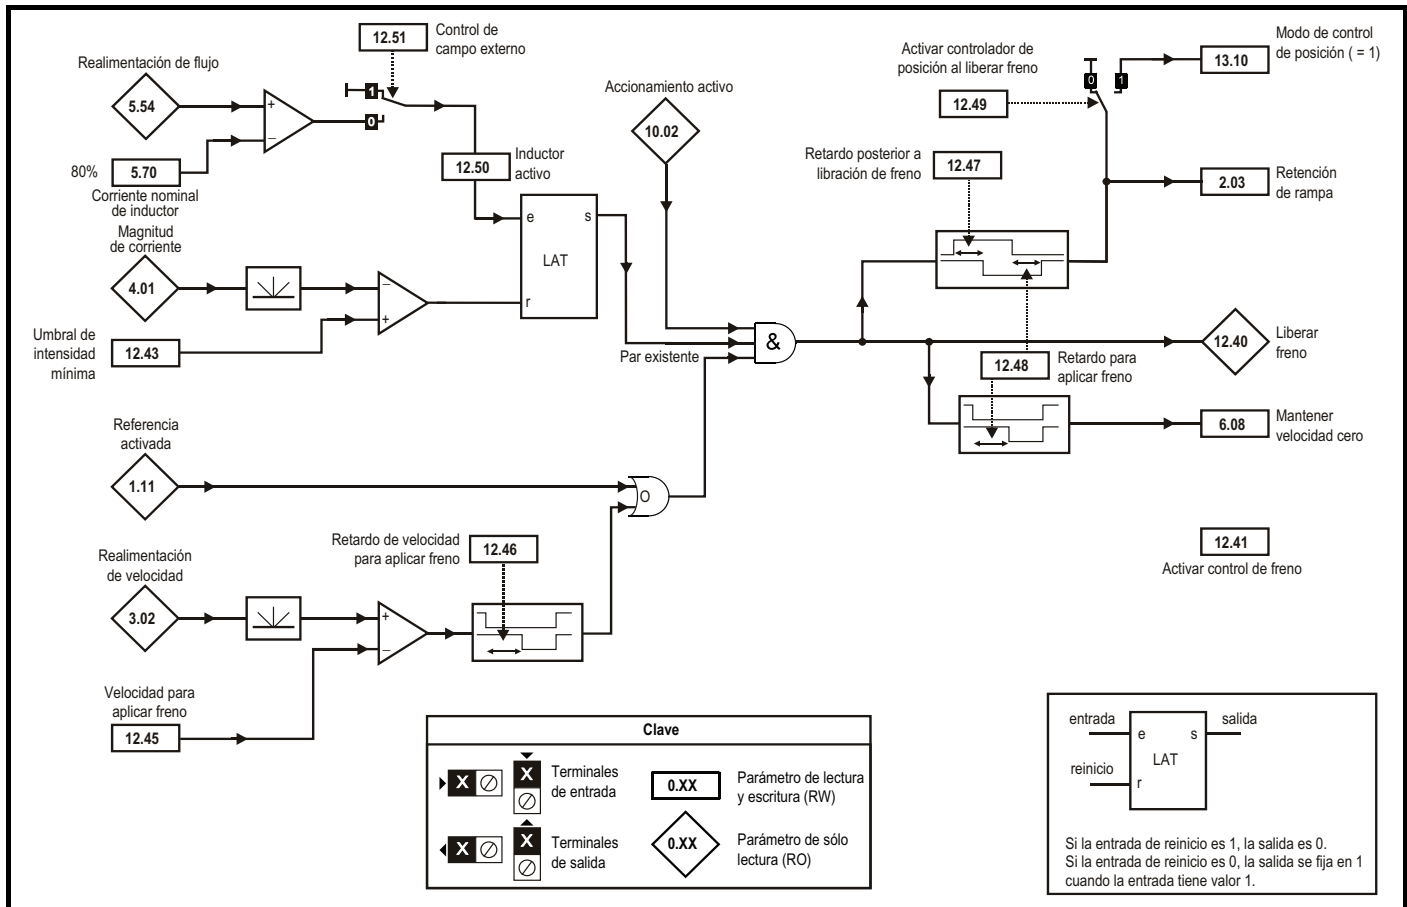 12.51
Control de
campo externo
Realimentación de flujo
5.54
+
−
1
0
80%
5.70
Corriente nominal
de inductor
12.50
Inductor
activo
Magnitud
de corriente
4.01
−
+
Umbral de
intensidad
mínima
12.43
e
s
LAT
r
Accionamiento activo
10.02
Par existente
&
Activar controlador de
posición al liberar freno
12.49
0
1
Modo de control
de posición ( = 1)
13.10
Retardo posterior a
libración de freno
12.47
2.03
Retención
de rampa
12.40
Liberar
freno
12.48
Retardo para
aplicar freno
6.08
Mantener
velocidad cero
Referencia
activada
1.11
O
Realimentación
de velocidad
3.02
+
−
Retardo de velocidad
para aplicar freno
12.46
Velocidad para
aplicar freno
12.45
12.41
Activar control de freno
Clave
X
X
Terminales
de entrada
0.XX
Parámetro de lectura
y escritura (RW)
X
X
Terminales
de salida
0.XX
Parámetro de sólo
lectura (RO)
entrada
e
s
salida
LAT
reinicio
r
Si la entrada de reinicio es 1, la salida es 0.
Si la entrada de reinicio es 0, la salida se fija en 1
cuando la entrada tiene valor 1.